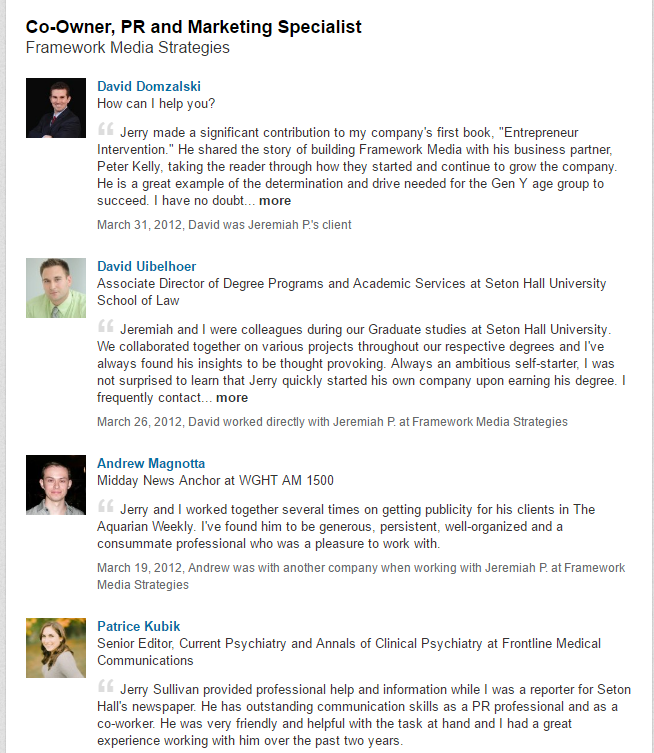 Co-Owner, PR and Marketing Specialist
Framework Media Strategies
David Domzalski
How can I help you?
“ Jerry made a significant contribution to my company's first book, "Entrepreneur
Intervention." He shared the story of building Framework Media with his business partner,
Peter Kelly, taking the reader through how they started and continue to grow the company.
He is a great example of the determination and drive needed for the Gen Y age group to
succeed. I have no doubt... more
March 31, 2012, David was Jeremiah P.'s client
David Uibelhoer
Associate Director of Degree Programs and Academic Services at Seton Hall University
School of Law
“ Jeremiah and I were colleagues during our Graduate studies at Seton Hall University.
We collaborated together on various projects throughout our respective degrees and I've
always found his insights to be thought provoking. Always an ambitious self-starter, I was
not surprised to learn that Jerry quickly started his own company upon earning his degree. I
frequently contact... more
March 26, 2012, David worked directly with Jeremiah P. at Framework Media Strategies
Andrew Magnotta
Midday News Anchor at WGHT AM 1500
“ Jerry and I worked together several times on getting publicity for his clients in The
Aquarian Weekly. I've found him to be generous, persistent, well-organized and a
consummate professional who was a pleasure to work with.
March 19, 2012, Andrew was with another company when working with Jeremiah P. at Framework
Media Strategies
Patrice Kubik
Senior Editor, Current Psychiatry and Annals of Clinical Psychiatry at Frontline Medical
Communications
“ Jerry Sullivan provided professional help and information while I was a reporter for Seton
Hall's newspaper. He has outstanding communication skills as a PR professional and as a
co-worker. He was very friendly and helpful with the task at hand and I had a great
experience working with him over the past two years.